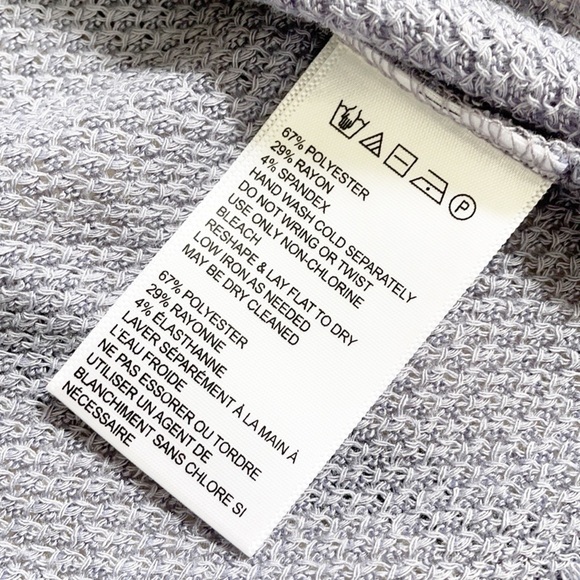 P
67% POLYESTER
29% RAYON
4% SPANDEX
HAND WASH COLD SEPARATELY
DO NOT WRING OR TWIST
USE ONLY NON-CHLORINE
BLEACH
RESHAPE & LAY FLAT TO DRY
LOW IRON AS NEEDED
MAY BE DRY CLEANED
67% POLYESTER
29% RAYONNE
4% ÉLASTHANNE
LAVER SÉPARÉMENT À LA MAIN À
L'EAU FROIDE
NE PAS ESSORER OU TORDRE
UTILISER UN AGENT DE
BLANCHIMENT SANS CHLORE SI
NÉCESSAIRE